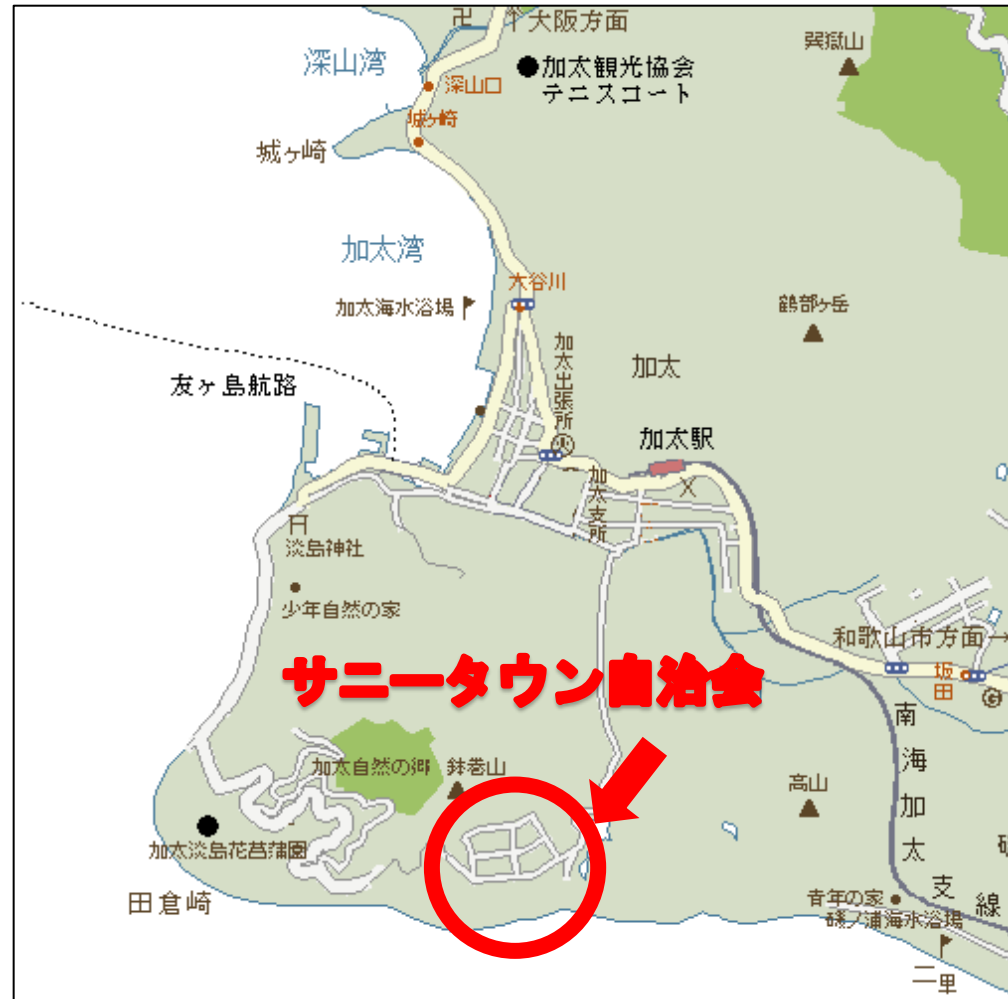 大阪方面
深山湾
加太観光協会
テニスコート
巽嶽山
深山口
城ヶ崎
城ヶ崎
加太湾
大谷川
加太海水浴場
鶴部ヶ岳
加太出張所
加太
友ヶ島航路
加太駅
加太支所
淡島神社
少年自然の家
和歌山市方面→
サニータウン自治会
坂田
G
南海加太支線
加太自然の郷
鉢巻山
高山
加太淡島花菖蒲園
田倉崎
青年の家
磯ノ浦海水浴場
二里